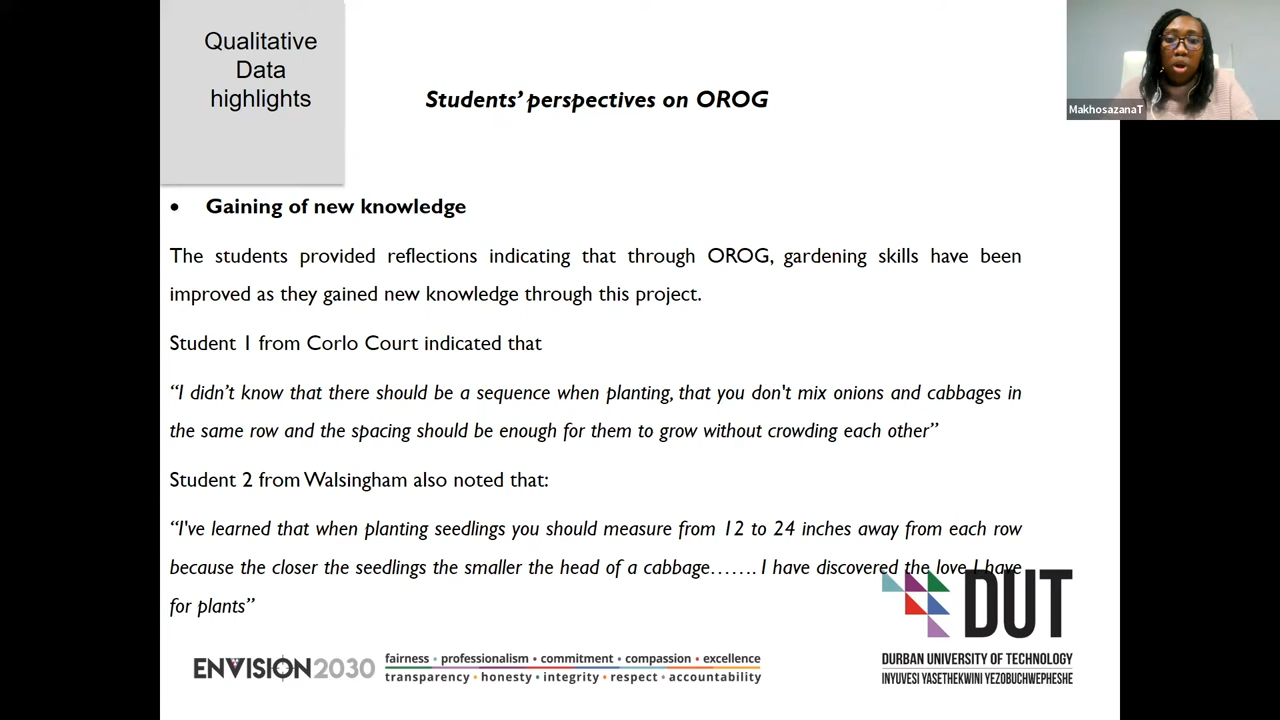 Qualitative
Data
highlights
Students’ perspectives on OROG
MakhosazanaT
• Gaining of new knowledge
The students provided reflections indicating that through OROG, gardening skills have been
improved as they gained new knowledge through this project.
Student 1 from Corlo Court indicated that
“I didn’t know that there should be a sequence when planting, that you don't mix onions and cabbages in
the same row and the spacing should be enough for them to grow without crowding each other”
Student 2 from Walsingham also noted that:
“I've learned that when planting seedlings you should measure from 12 to 24 inches away from each row
because the closer the seedlings the smaller the head of a cabbage……. I have discovered the love I have
for plants”
ENVISION2030
fairness • professionalism • commitment • compassion • excellence
transparency • honesty • integrity • respect • accountability
DUT
DURBAN UNIVERSITY OF TECHNOLOGY
INYUVESI YASETHEKWINI YEZOBUCHWEPHESHE